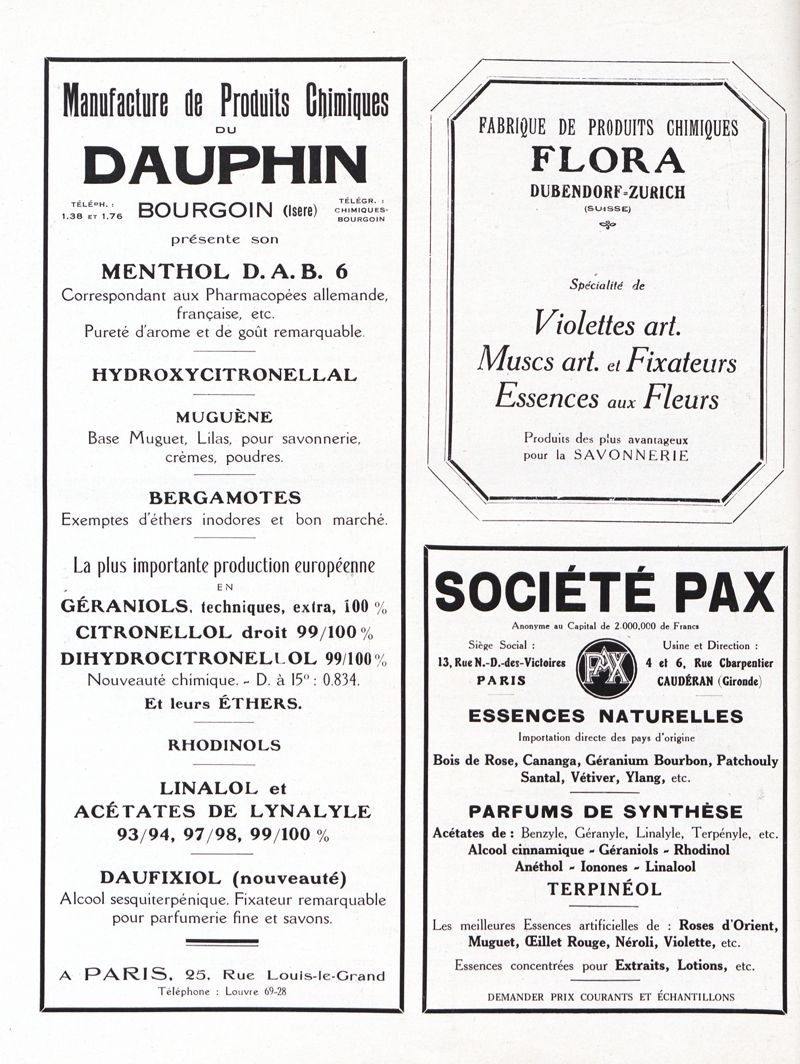 Manufacture de Produits Chimiques
DU
DAUPHIN
TÉLÉPH. :
1.38 ET 1.76
BOURGOIN (Isere)
TÉLÉGR. :
CHIMIQUES-
BOURGOIN
présente son
MENTHOL D. A. B. 6
Correspondant aux Pharmacopées allemande,
française, etc.
Pureté d'arome et de goût remarquable.
HYDROXYCITRONELLAL
MUGUÈNE
Base Muguet, Lilas, pour savonnerie,
crèmes, poudres.
BERGAMOTES
Exemptes d'éthers inodores et bon marché.
La plus importante production européenne
EN
GÉRANIOLS, techniques, extra, 100 %
CITRONELLOL droit 99/100 %
DIHYDROCITRONELLOL 99/100 %
Nouveauté chimique. - D. à 15° : 0.834.
Et leurs ÉTHERS.
RHODINOLS
LINALOL et
ACÉTATES DE LYNALYLE
93/94, 97/98, 99/100 %
DAUFIXIOL (nouveauté)
Alcool sesquiterpénique. Fixateur remarquable
pour parfumerie fine et savons.
A PARIS, 25, Rue Louis-le-Grand
Téléphone : Louvre 69-28
FABRIQUE DE PRODUITS CHIMIQUES
FLORA
DUBENDORF=ZURICH
(SUISSE)
Spécialité de
Violettes art.
Muscs art. et Fixateurs
Essences aux Fleurs
Produits des plus avantageux
pour la SAVONNERIE
SOCIÉTÉ PAX
Anonyme au Capital de 2.000.000 de Francs
Siège Social :
13, Rue N.-D.-des-Victoires
PARIS
PAX
Usine et Direction :
4 et 6, Rue Charpentier
CAUDÉRAN (Gironde)
ESSENCES NATURELLES
Importation directe des pays d'origine
Bois de Rose, Cananga, Géranium Bourbon, Patchouly
Santal, Vétiver, Ylang, etc.
PARFUMS DE SYNTHÈSE
Acétates de : Benzyle, Géranyle, Linalyle, Terpényle, etc.
Alcool cinnamique - Géraniols - Rhodinol
Anéthol - Ionones - Linalool
TERPINÉOL
Les meilleures Essences artificielles de : Roses d'Orient,
Muguet, Œillet Rouge, Néroli, Violette, etc.
Essences concentrées pour Extraits, Lotions, etc.
DEMANDER PRIX COURANTS ET ÉCHANTILLONS